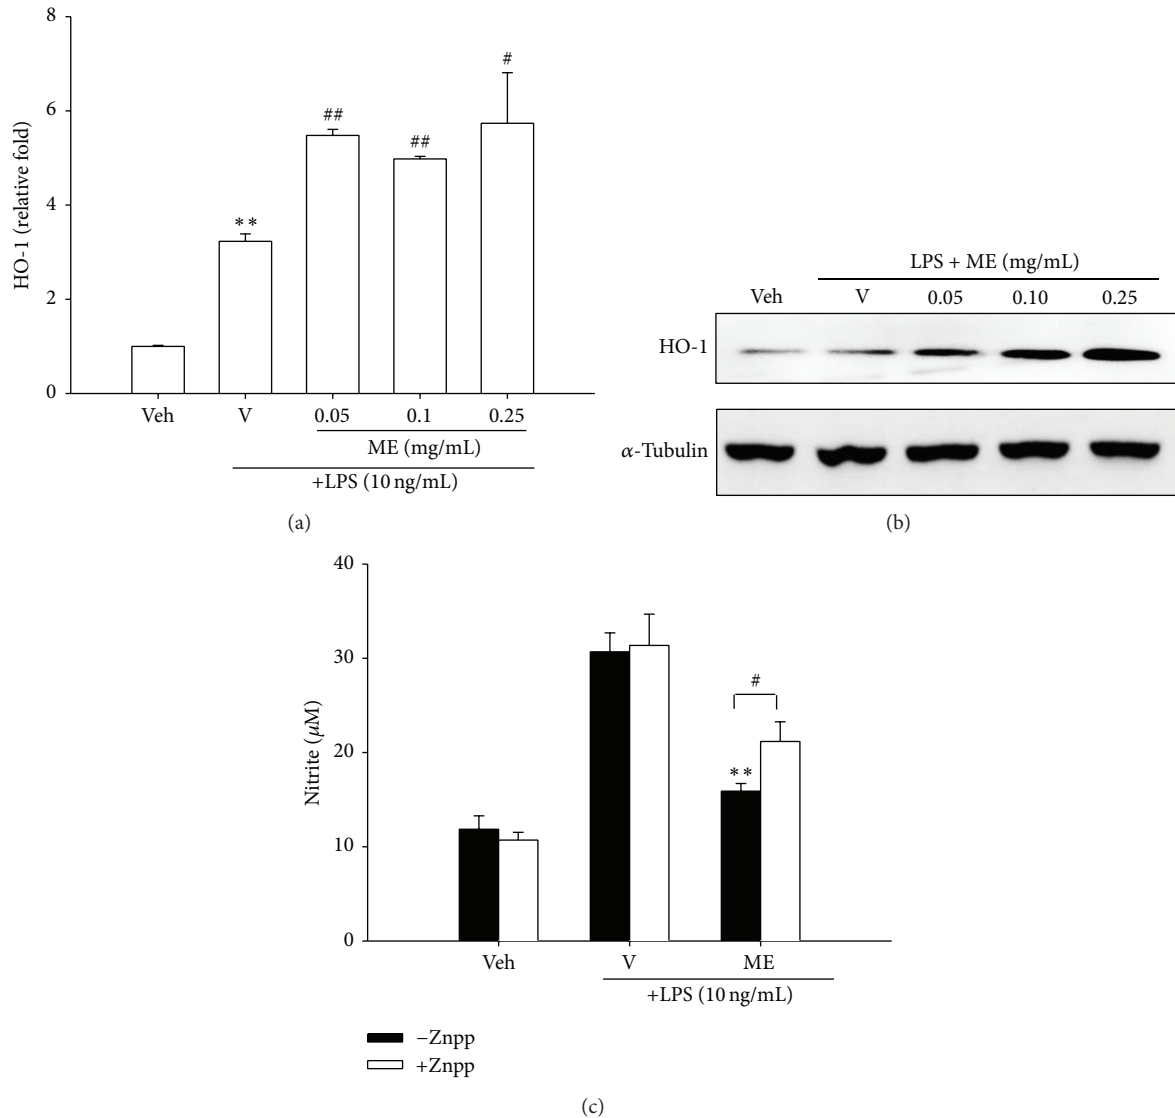 8
6
4
2
0
HO-1 (relative fold)
**
##
##
#
Veh
V
0.05
0.1
0.25
ME (mg/mL)
+LPS (10 ng/mL)
(a)
LPS + ME (mg/mL)
Veh
V
0.05
0.10
0.25
HO-1
α-Tubulin
(b)
40
30
20
10
0
Nitrite (μM)
**
#
Veh
V
ME
+LPS (10 ng/mL)
−Znpp
+Znpp
(c)